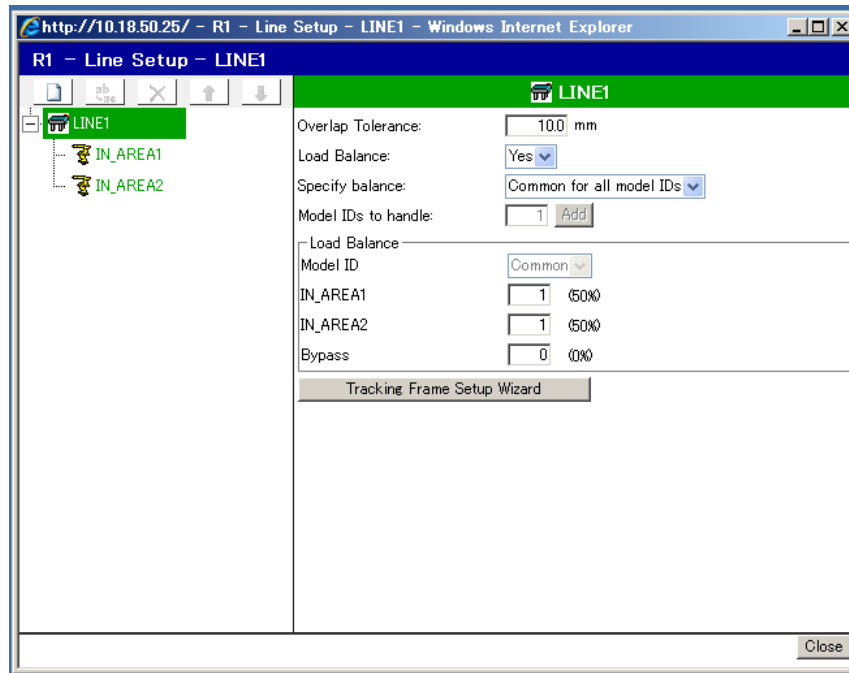 http://10.18.50.25/ - R1 - Line Setup - LINE1 - Windows Internet Explorer
R1 - Line Setup - LINE1
ab
LINE1
LINE1
IN_AREA1
IN_AREA2
Overlap Tolerance: 10.0 mm
Load Balance: Yes
Specify balance: Common for all model IDs
Model IDs to handle: 1 Add
Load Balance
Model ID Common
IN_AREA1 1 (50%)
IN_AREA2 1 (50%)
Bypass 0 (0%)
Tracking Frame Setup Wizard
Close